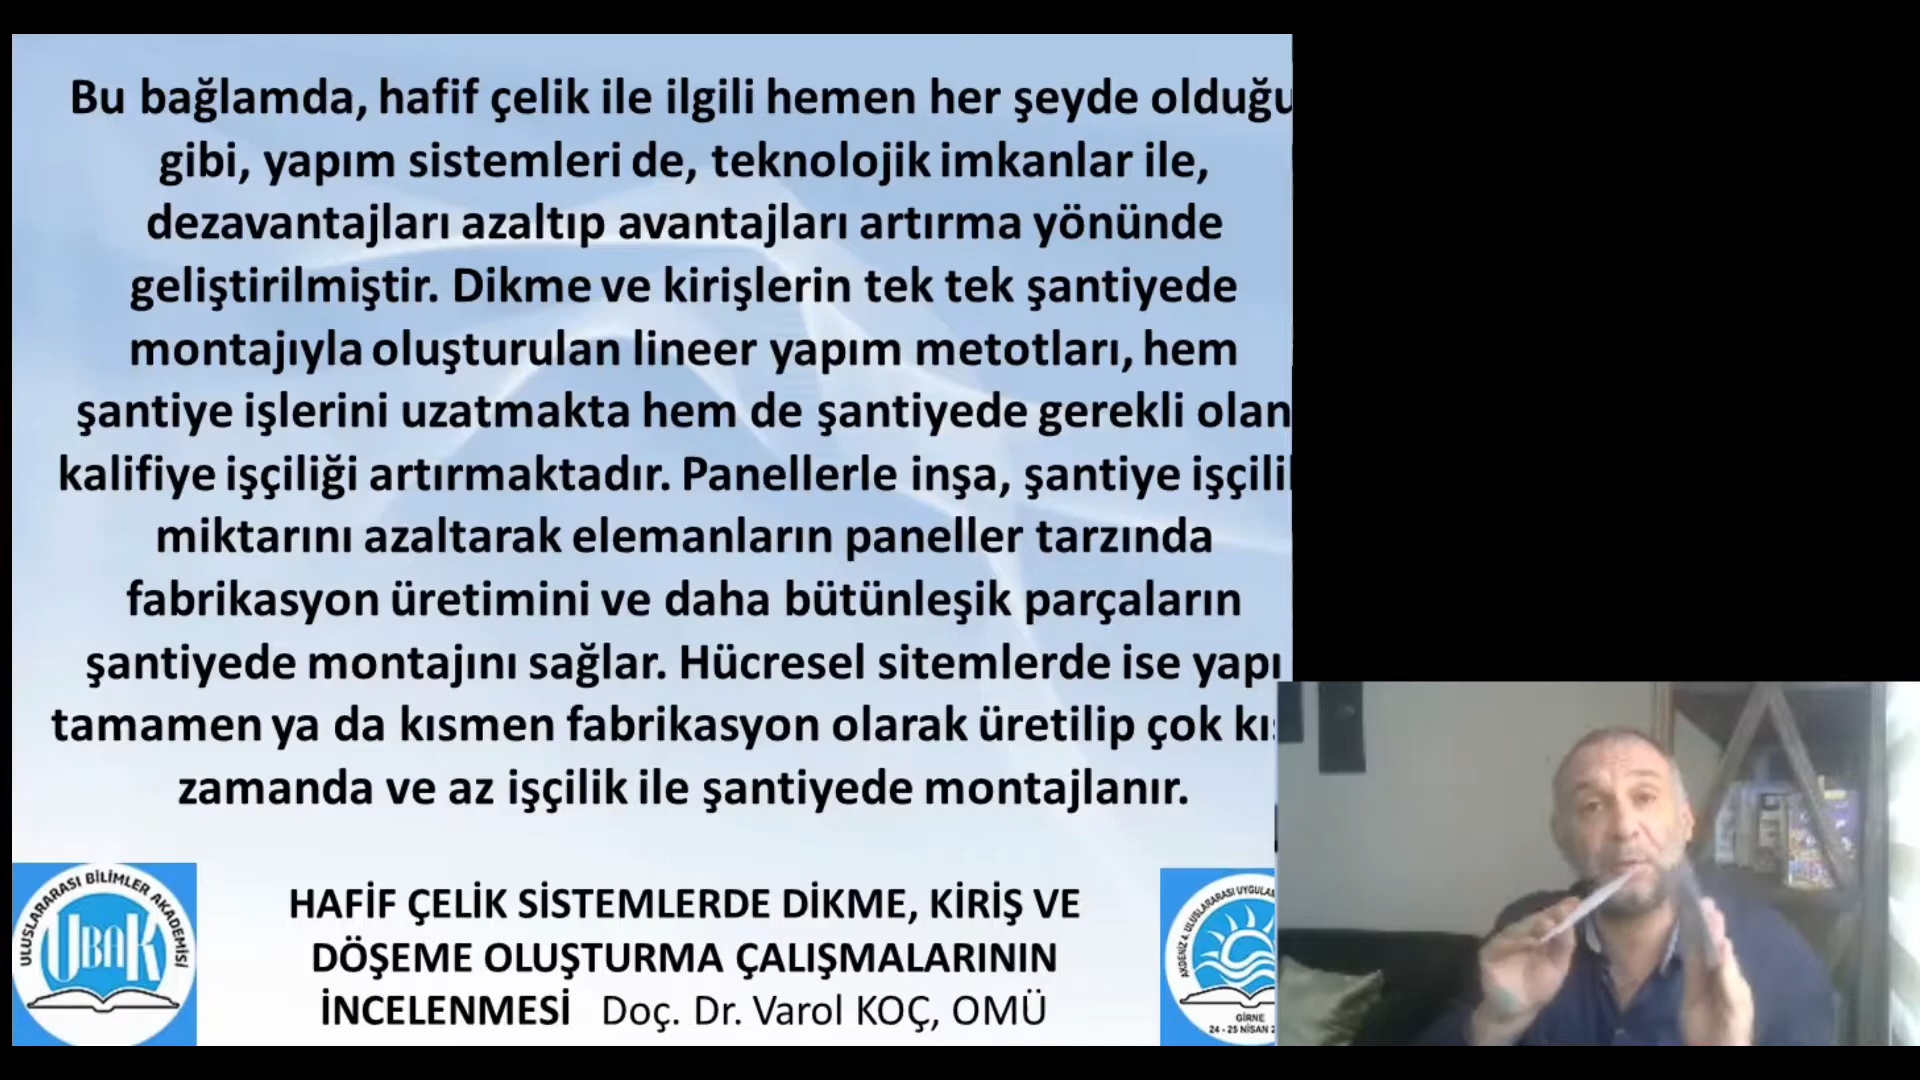 Bu bağlamda, hafif çelik ile ilgili hemen her şeyde olduğu
gibi, yapım sistemleri de, teknolojik imkanlar ile,
dezavantajları azaltıp avantajları artırma yönünde
geliştirilmiştir. Dikme ve kirişlerin tek tek şantiyede
montajıyla oluşturulan lineer yapım metotları, hem
şantiye işlerini uzatmakta hem de şantiyede gerekli olan
kalifiye işçiliği artırmaktadır. Panellerle inşa, şantiye
miktarını azaltarak elemanların paneller tarzında
fabrikasyon üretimini ve daha bütünleşik parçaların
şantiyede montajını sağlar. Hücresel sitemlerde ise yapı
tamamen ya da kısmen fabrikasyon olarak üretilip çok
zamanda ve az işçilik ile şantiyede montajlanır.
ULUSLARARASI BİLİMLER AKADEMİSİ
UBAK
HAFİF ÇELİK SİSTEMLERDE DİKME, KİRİŞ VE
DÖŞEME OLUŞTURMA ÇALIŞMALARININ
İNCELENMESİ Doç. Dr. Varol KOÇ, OMÜ
AKDENİZ 4. ULUSLARARASI
GİRNE
24 - 25 NİSAN